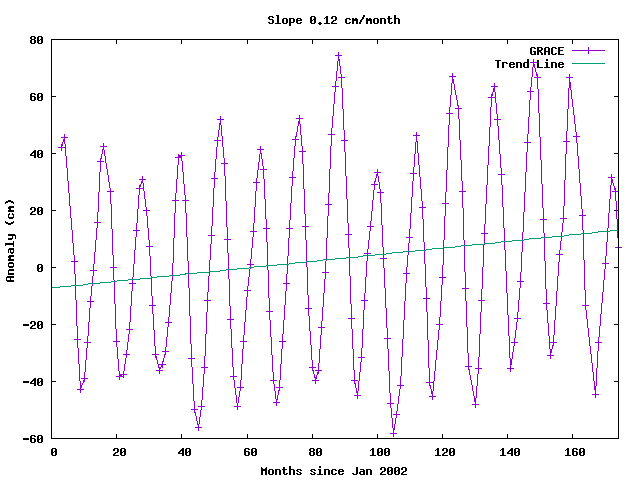 Slope 0.12 cm/month
80
GRACE
Trend Line
60
40
20
0
-20
-40
-60
Anomaly (cm)
0 20 40 60 80 100 120 140 160
Months since Jan 2002